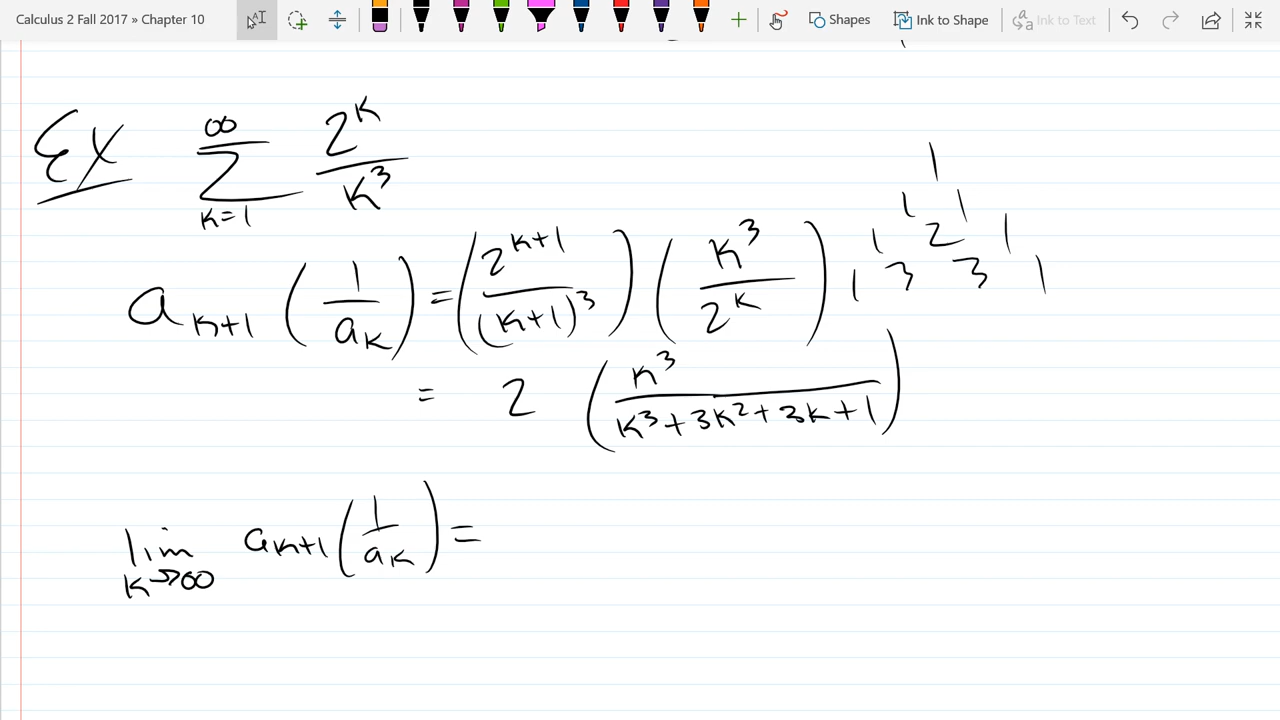 Calculus 2 Fall 2017 » Chapter 10
Shapes
Ink to Shape
Ink to Text
Ex ∑_{k=1}^{∞} 2^k / k^3
1
1 1
1 2 1
1 3 3 1
a_{k+1} (1/a_k) = (2^{k+1} / (k+1)^3) (k^3 / 2^k)
= 2 (k^3 / k^3+3k^2+3k+1)
lim_{k→∞} a_{k+1} (1/a_k) =